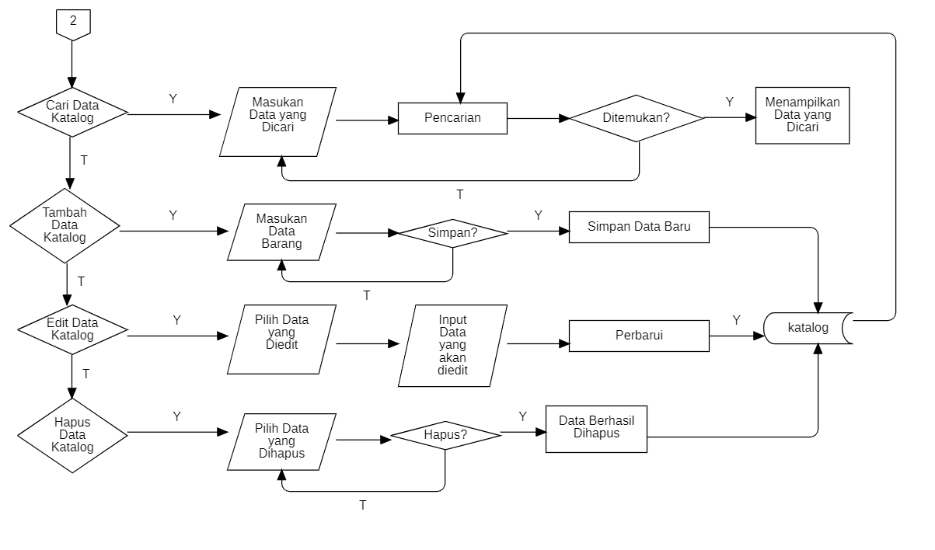 2
Cari Data
Katalog
Y
Masukan
Data yang
Dicari
Pencarian
Ditemukan?
Y
Menampilkan
Data yang
Dicari
T
T
Tambah
Data
Katalog
Y
Masukan
Data
Barang
Simpan?
Y
Simpan Data Baru
T
T
Edit Data
Katalog
Y
Pilih Data
yang
Diedit
Input
Data
yang
akan
diedit
Perbarui
Y
katalog
T
Hapus
Data
Katalog
Y
Pilih Data
yang
Dihapus
Hapus?
Y
Data Berhasil
Dihapus
T